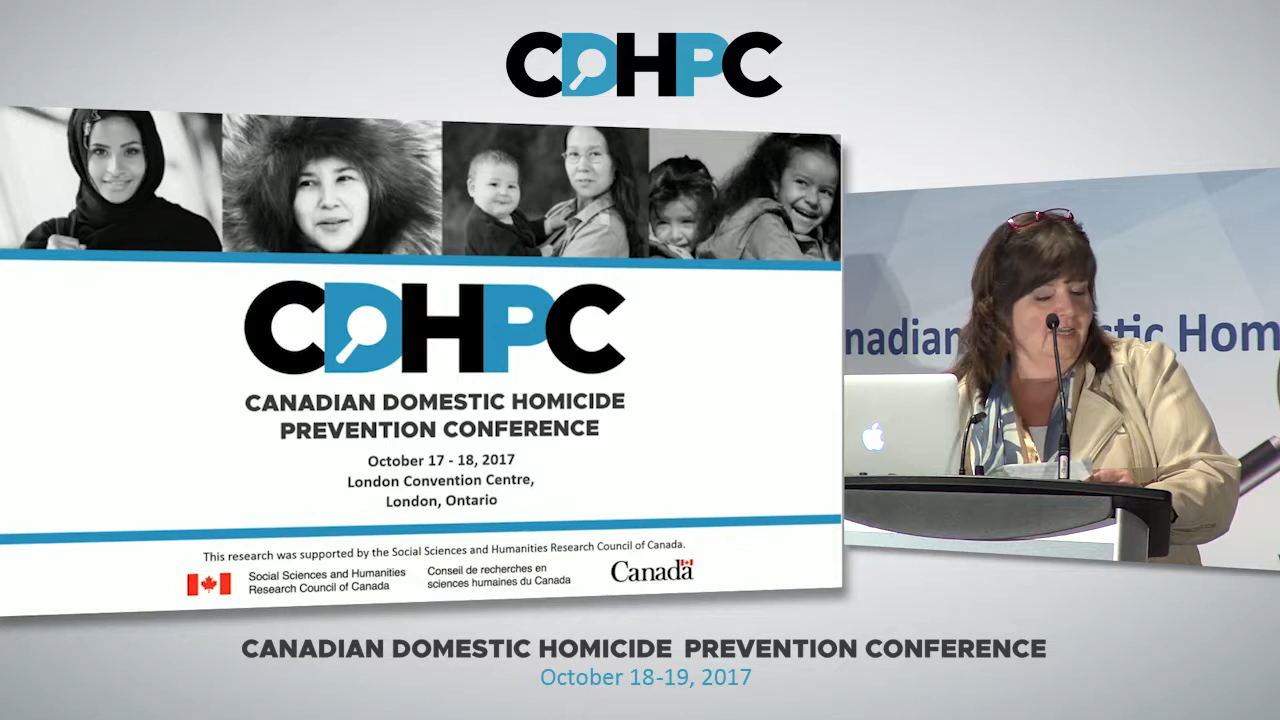 CDHPC
CDHPC
CANADIAN DOMESTIC HOMICIDE
PREVENTION CONFERENCE
October 17 - 18, 2017
London Convention Centre,
London, Ontario
This research was supported by the Social Sciences and Humanities Research Council of Canada.
Social Sciences and Humanities
Research Council of Canada
Conseil de recherches en
sciences humaines du Canada
Canada
nadian stic Hom
CANADIAN DOMESTIC HOMICIDE PREVENTION CONFERENCE
October 18-19, 2017